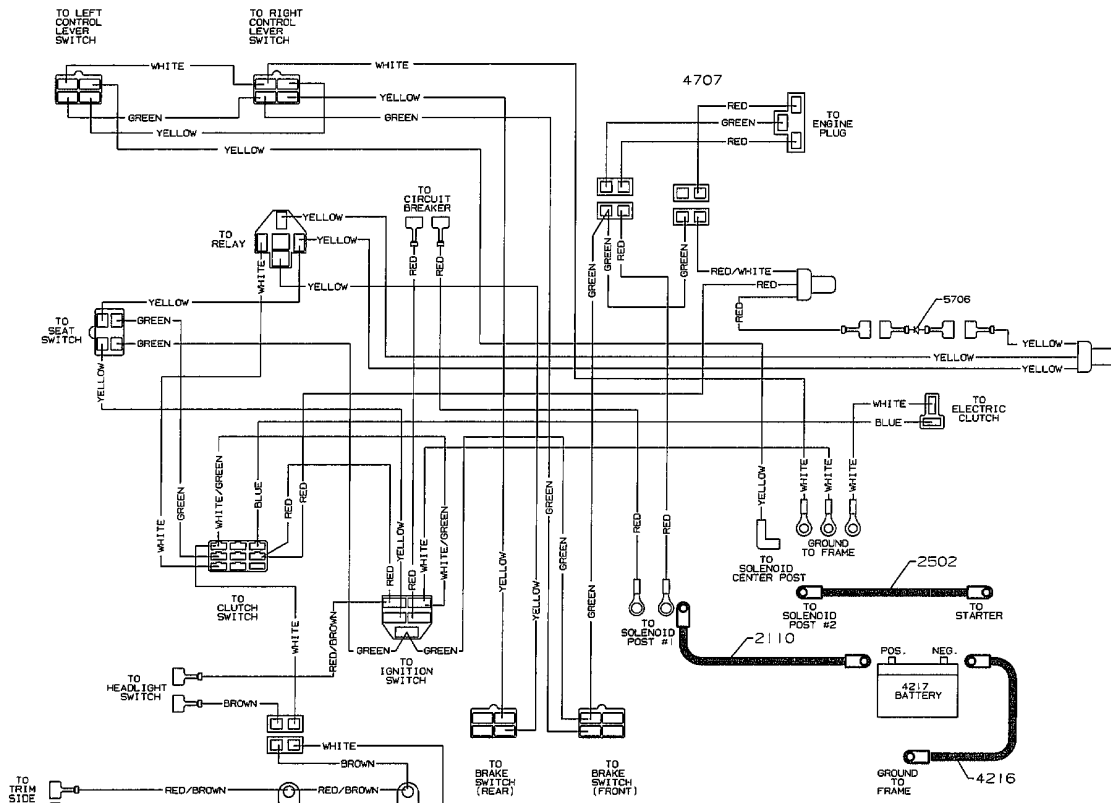 TO LEFT
CONTROL
LEVER
SWITCH
TO RIGHT
CONTROL
LEVER
SWITCH
WHITE
WHITE
YELLOW
GREEN
GREEN
YELLOW
YELLOW
4707
RED
GREEN
RED
TO
ENGINE
PLUG
TO
CIRCUIT
BREAKER
TO
RELAY
YELLOW
YELLOW
WHITE
YELLOW
RED
RED
GREEN
GREEN
RED
GREEN
RED/WHITE
RED
RED
5706
YELLOW
YELLOW
YELLOW
TO
SEAT
SWITCH
YELLOW
GREEN
GREEN
YELLOW
WHITE
BLUE
TO
ELECTRIC
CLUTCH
WHITE
GREEN
WHITE/GREEN
BLUE
RED
RED
RED
YELLOW
RED
WHITE
WHITE/GREEN
YELLOW
YELLOW
GREEN
GREEN
RED
RED
YELLOW
WHITE
WHITE
WHITE
GROUND
TO FRAME
TO
SOLENOID
CENTER POST
TO
CLUTCH
SWITCH
WHITE
RED/BROWN
GREEN
GREEN
TO
IGNITION
SWITCH
TO
SOLENOID
POST #1
2502
TO
SOLENOID
POST #2
TO
STARTER
2110
POS.
NEG.
4217
BATTERY
GROUND
TO
FRAME
4216
TO
HEADLIGHT
SWITCH
BROWN
WHITE
BROWN
TO
BRAKE
SWITCH
(REAR)
TO
BRAKE
SWITCH
(FRONT)
TO
TRIM
SIDE
RED/BROWN
RED/BROWN